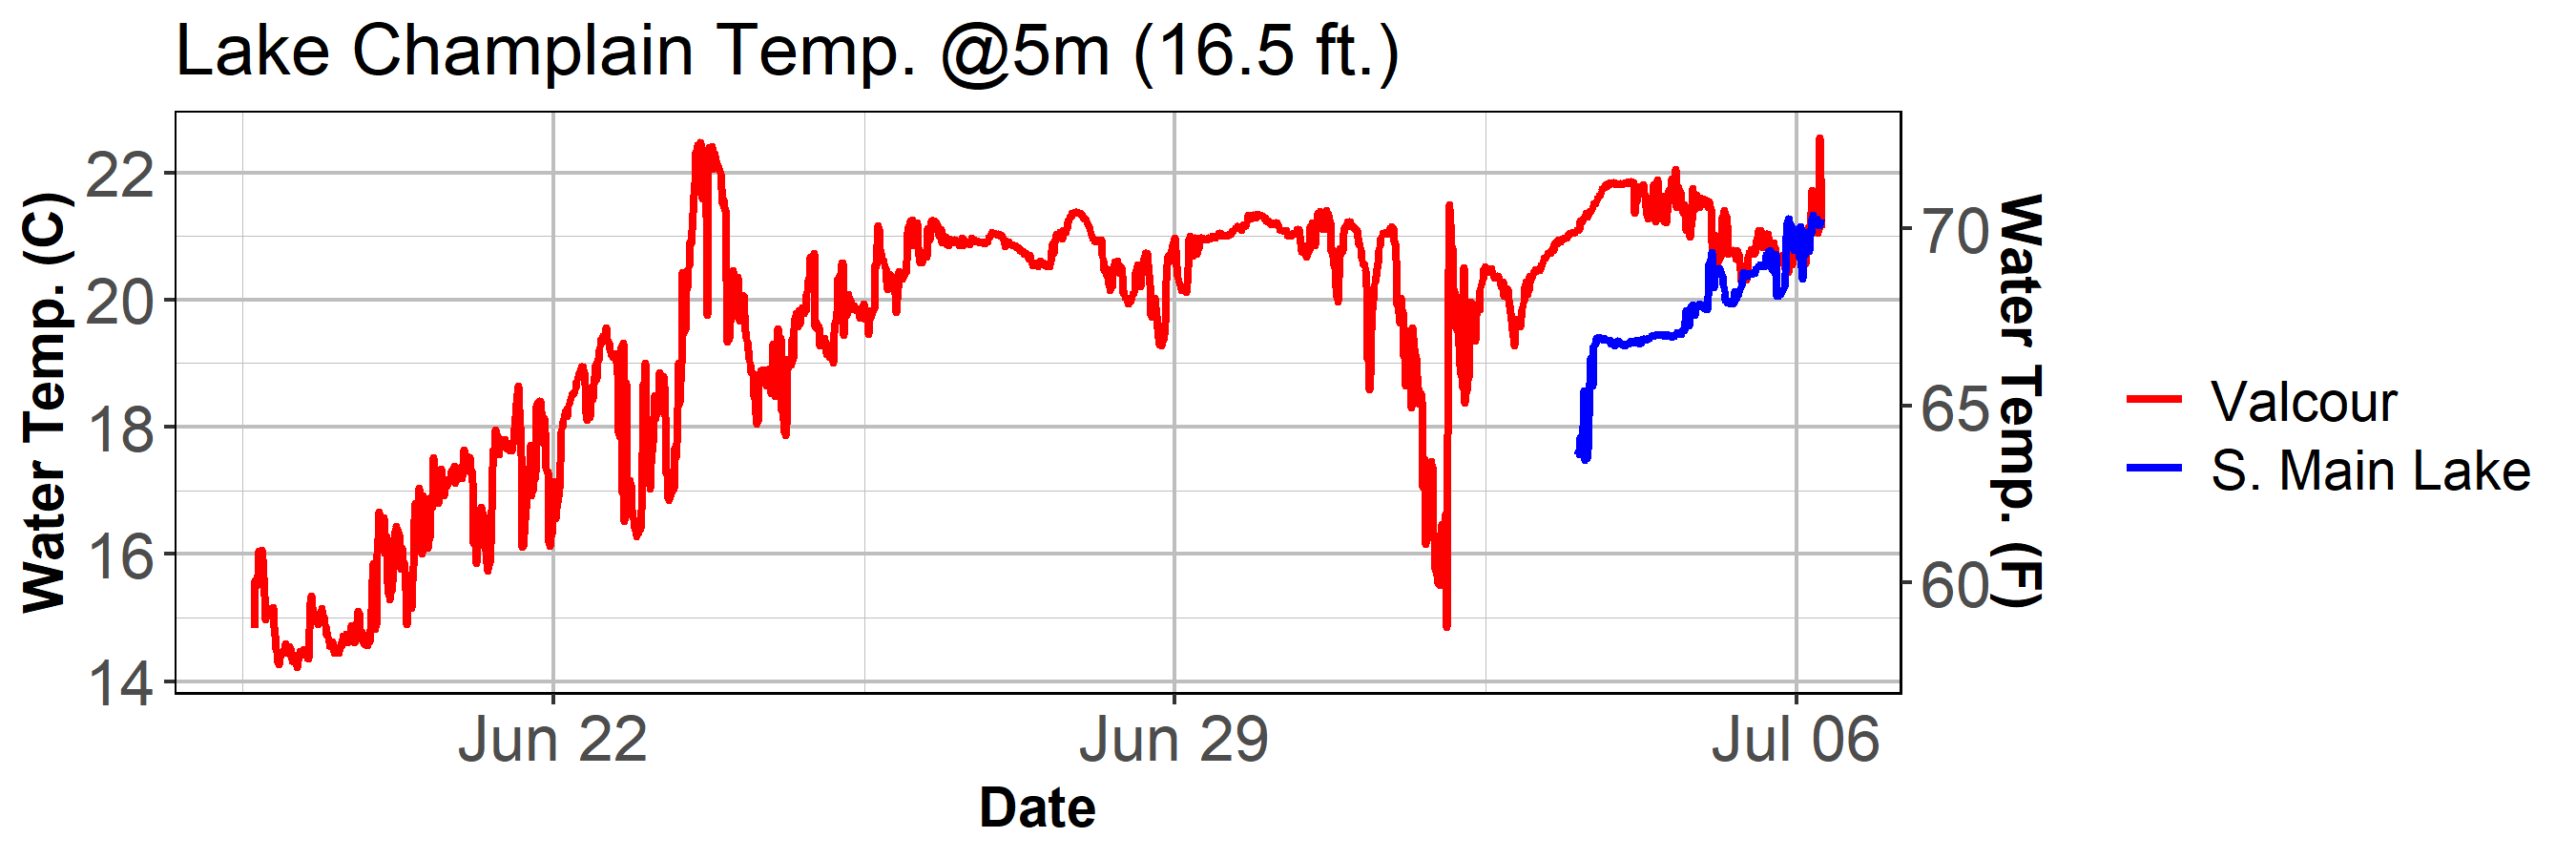 Lake Champlain Temp. @5m (16.5 ft.)
Water Temp. (C)
22
20
18
16
14
70
65
60
Water Temp. (F)
Jun 22
Jun 29
Jul 06
Date
Valcour
S. Main Lake